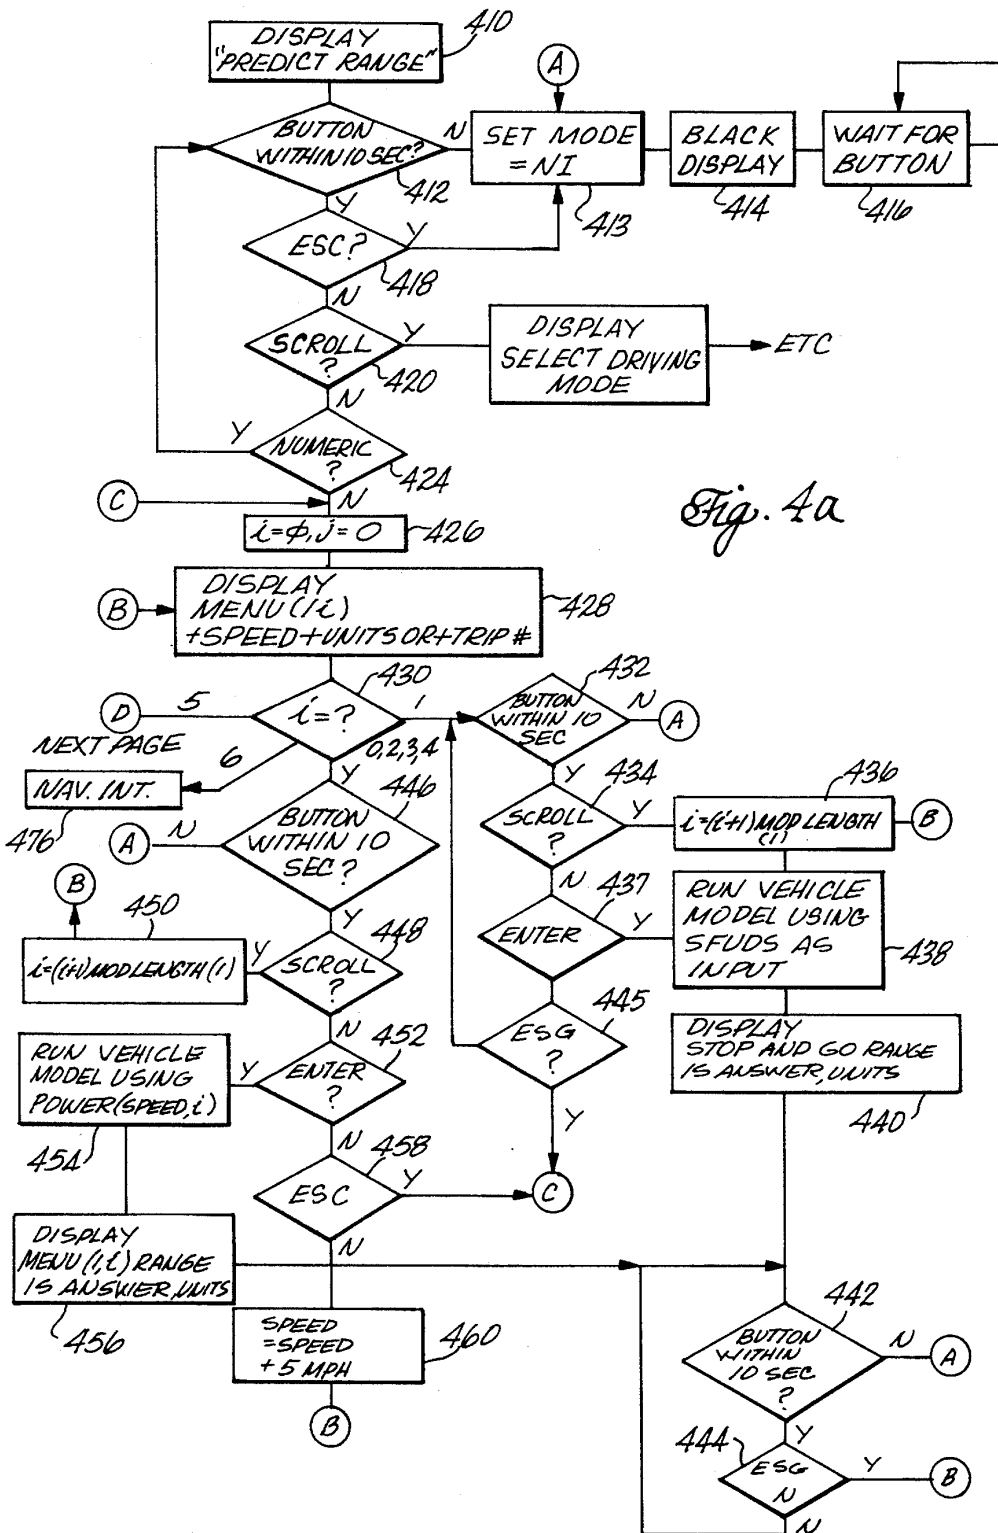 DISPLAY
"PREDICT RANGE"
410
A
BUTTON
WITHIN 10 SEC?
412
N
SET MODE
= NI
413
BLACK
DISPLAY
414
WAIT FOR
BUTTON
416
Y
ESC?
418
Y
N
SCROLL
?
420
Y
DISPLAY
SELECT DRIVING
MODE
ETC
N
NUMERIC
?
424
Y
N
C
Fig. 4a
i=ϕ, j=0
426
B
DISPLAY
MENU (1i)
+SPEED+UNITS OR+TRIP #
428
D
5
NEXT PAGE
i=?
430
1
0,2,3,4
6
NAV. INT.
476
BUTTON
WITHIN 10
SEC
432
N
A
Y
SCROLL
?
434
Y
i=(i+1)MOD LENGTH
(1)
436
B
N
ENTER
437
Y
RUN VEHICLE
MODEL USING
SFUDS AS
INPUT
438
ESG
?
445
Y
C
DISPLAY
STOP AND GO RANGE
IS ANSWER, UNITS
440
Y
BUTTON
WITHIN 10
SEC?
446
N
A
Y
SCROLL
?
448
Y
B
450
i=(i+1)MOD LENGTH(1)
N
ENTER
?
452
Y
RUN VEHICLE
MODEL USING
POWER(SPEED,i)
454
N
ESC
458
Y
N
DISPLAY
MENU (1,i) RANGE
IS ANSWER, UNITS
456
SPEED
=SPEED
+ 5 MPH
460
B
BUTTON
WITHIN
10 SEC
?
442
N
A
Y
ESG
N
444
Y
B
N